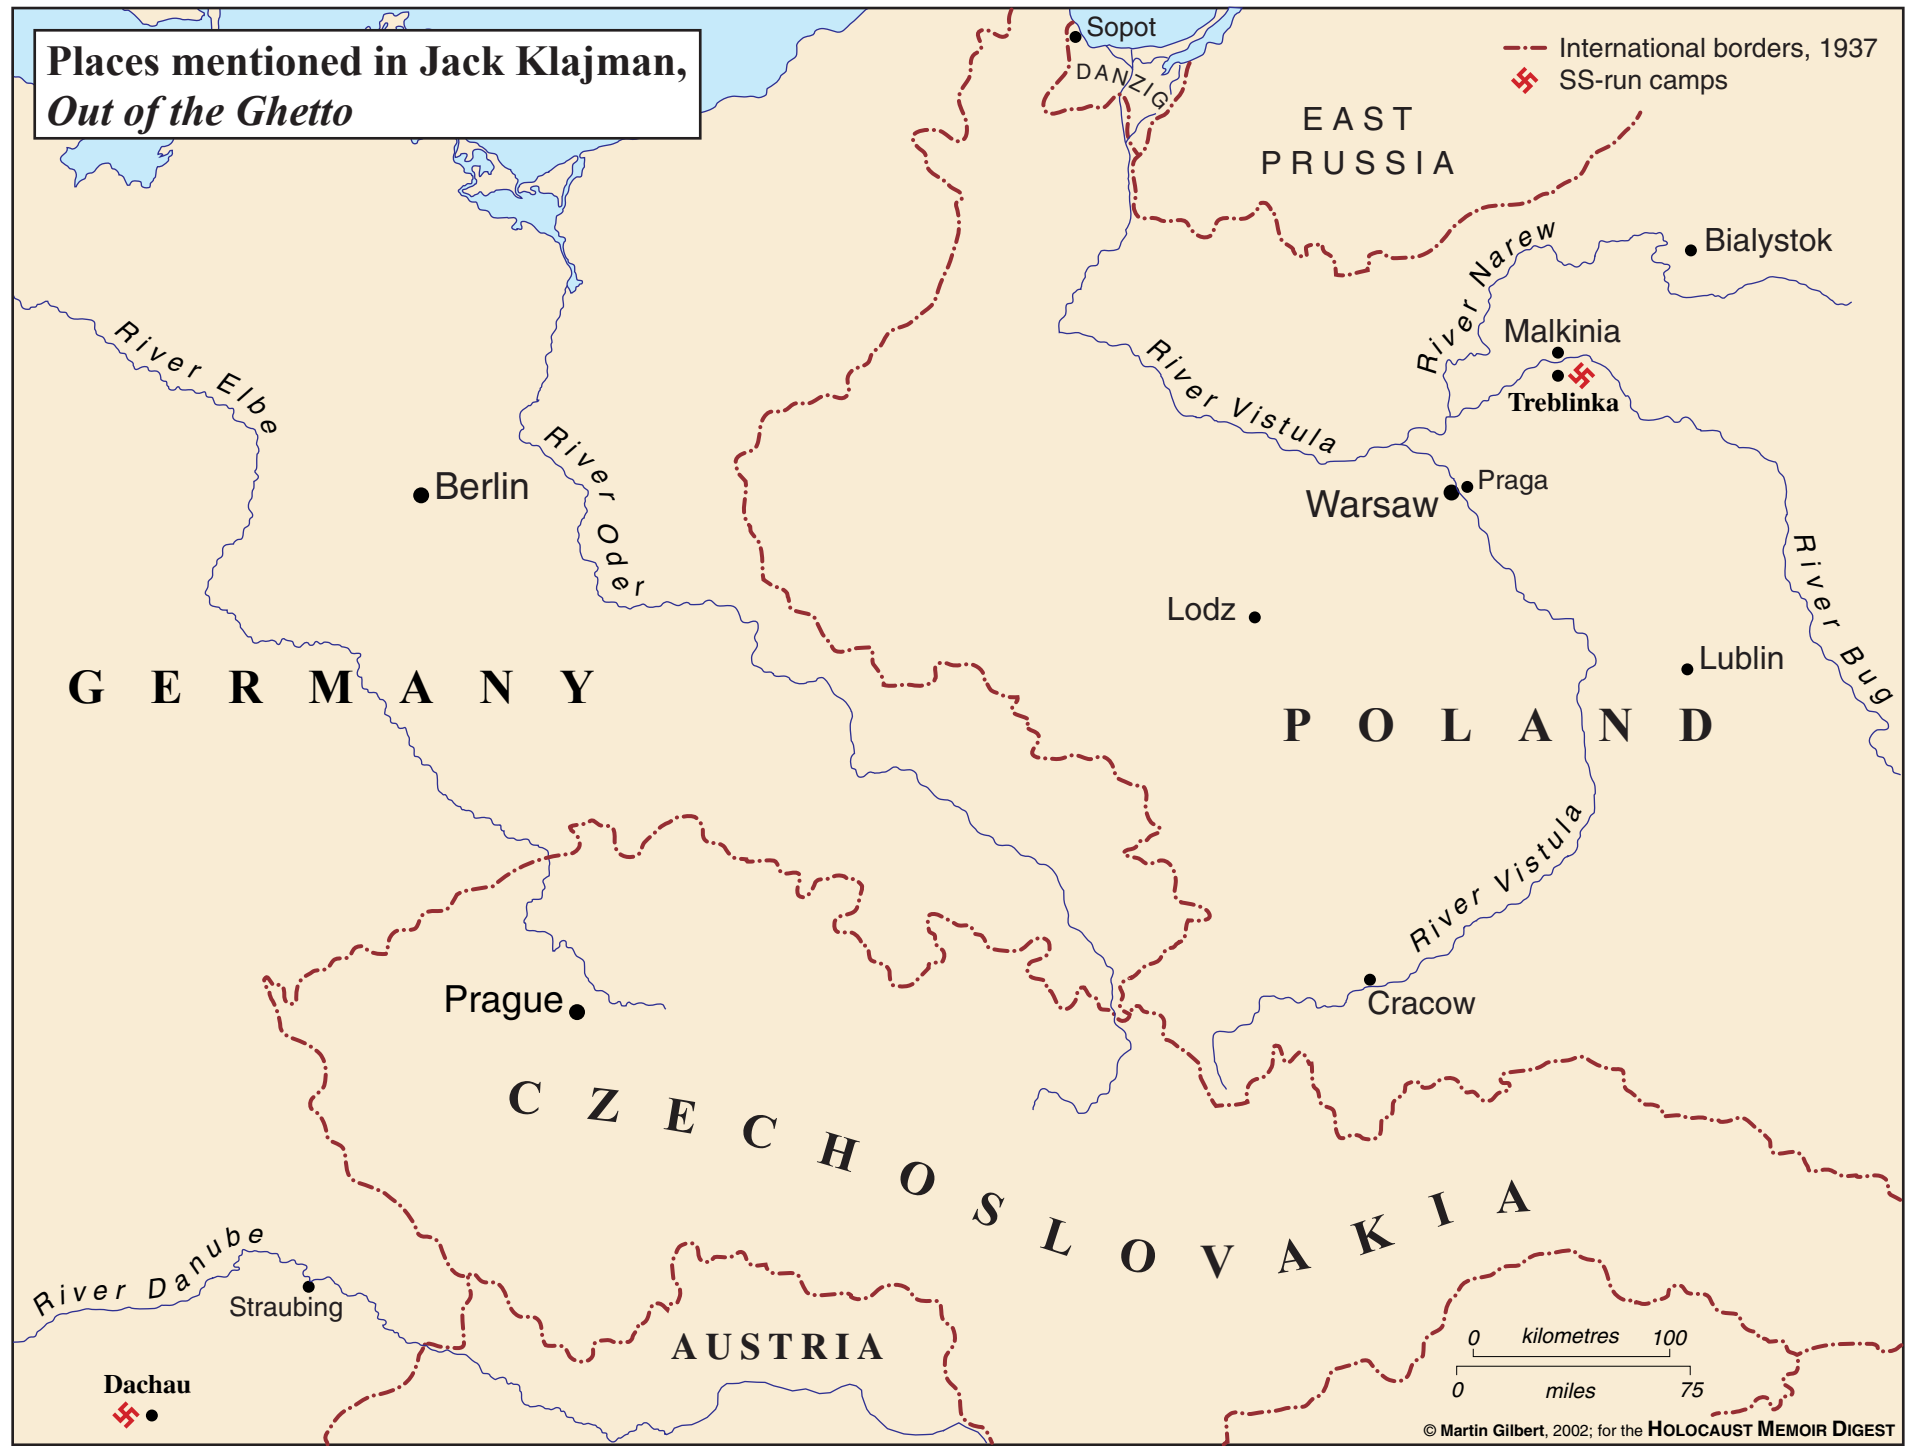 Places mentioned in Jack Klajman,
Out of the Ghetto
Sopot
DANZIG
International borders, 1937
SS-run camps
EAST
PRUSSIA
Bialystok
River Narew
Malkinia
Treblinka
River Elbe
River Vistula
River Oder
Berlin
Praga
Warsaw
River Bug
Lodz
Lublin
GERMANY
POLAND
River Vistula
Prague
Cracow
CZECHOSLOVAKIA
River Danube
Straubing
AUSTRIA
Dachau
0 kilometres 100
0 miles 75
© Martin Gilbert, 2002; for the HOLOCAUST MEMOIR DIGEST